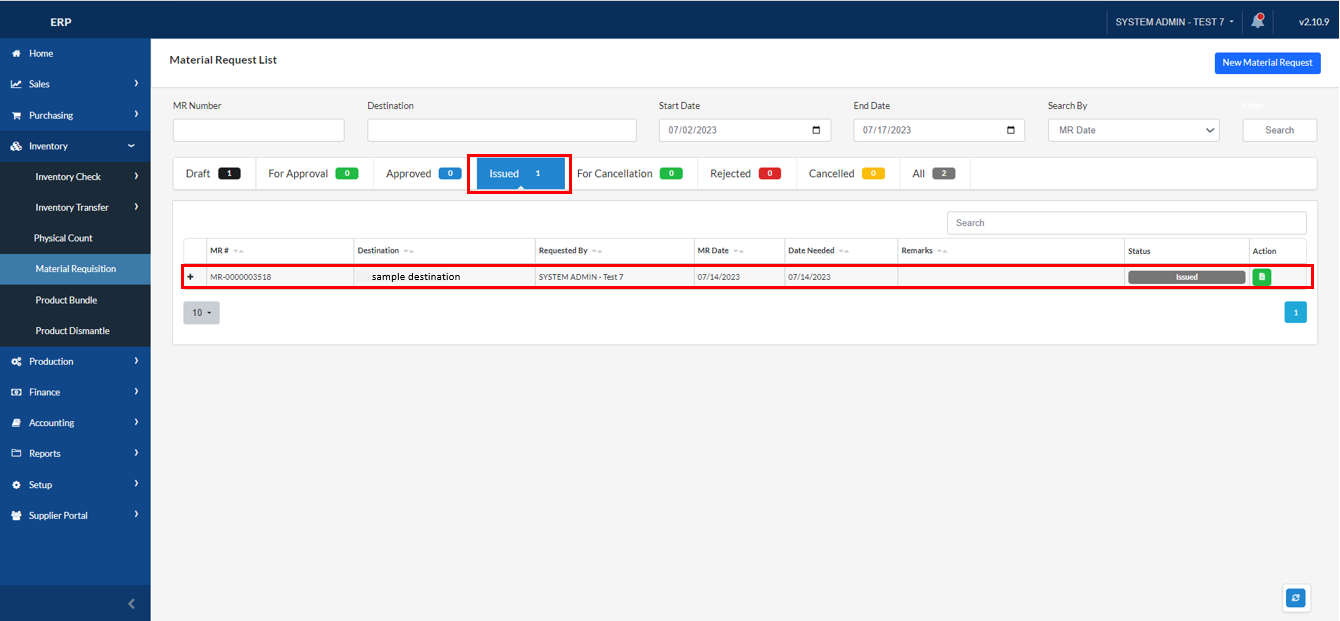 ERP
SYSTEM ADMIN - TEST 7
v2.10.9
Home
Sales
Purchasing
Inventory
Inventory Check
Inventory Transfer
Physical Count
Material Requisition
Product Bundle
Product Dismantle
Production
Finance
Accounting
Reports
Setup
Supplier Portal
Material Request List
New Material Request
MR Number Destination Start Date End Date Search By Filter
07/02/2023 07/17/2023 MR Date Search
Draft 1 For Approval 0 Approved 0 Issued 1 For Cancellation 0 Rejected 0 Cancelled 0 All 2
Search
MR # Destination Requested By MR Date Date Needed Remarks Status Action
MR-0000003518 sample destination SYSTEM ADMIN - Test 7 07/14/2023 07/14/2023 Issued
10
1